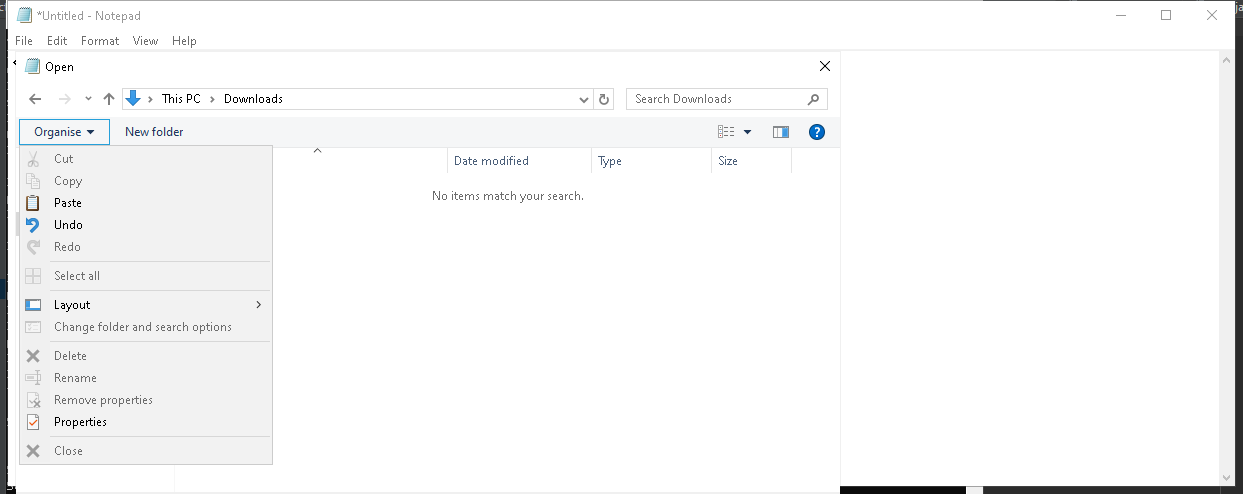 *Untitled - Notepad
File Edit Format View Help
Open
This PC Downloads
Search Downloads
Organise New folder
Date modified Type Size
No items match your search.
Cut
Copy
Paste
Undo
Redo
Select all
Layout
Change folder and search options
Delete
Rename
Remove properties
Properties
Close